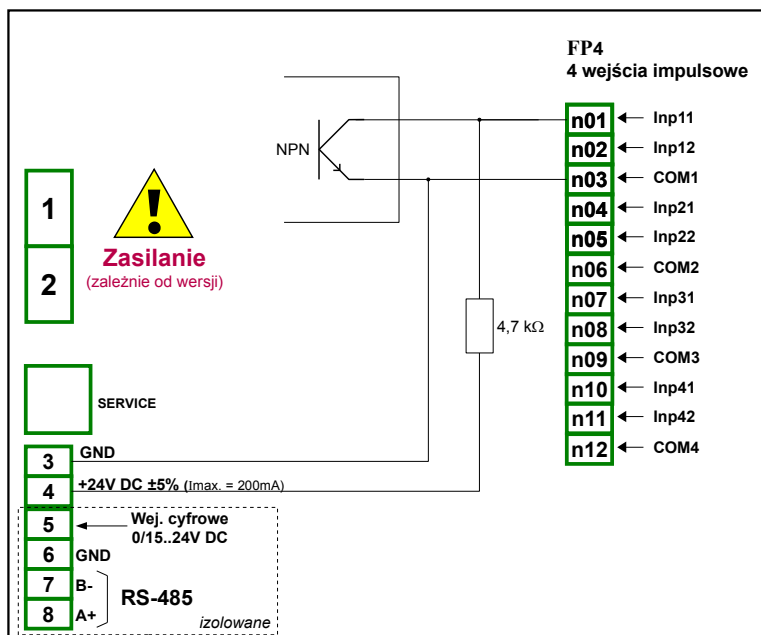 FP4
4 wejścia impulsowe
NPN
n01 Inp11
n02 Inp12
n03 COM1
n04 Inp21
n05 Inp22
n06 COM2
n07 Inp31
n08 Inp32
n09 COM3
n10 Inp41
n11 Inp42
n12 COM4
1
2
Zasilanie
(zależnie od wersji)
4,7 kΩ
SERVICE
3 GND
4 +24V DC ±5% (Imax. = 200mA)
5 Wej. cyfrowe
0/15..24V DC
6 GND
7 B-
RS-485
8 A+
izolowane